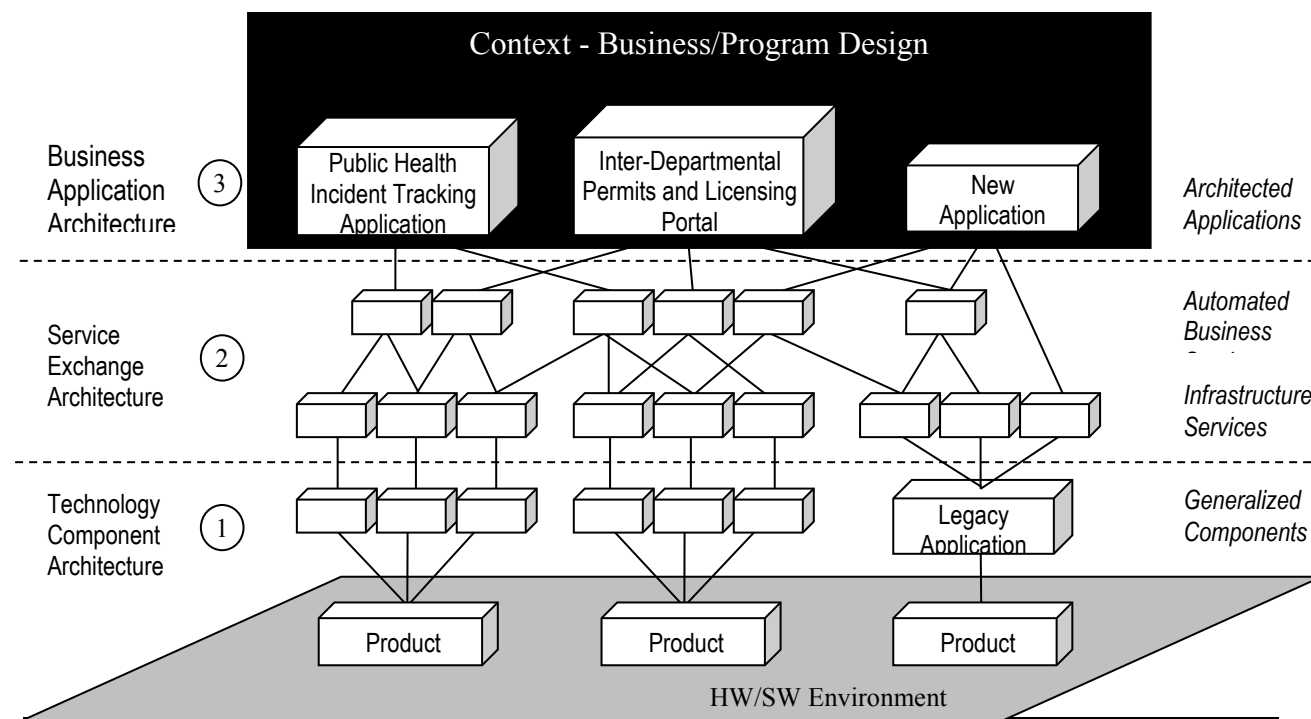 Context - Business/Program Design
Business
Application
Architecture
3
Public Health
Incident Tracking
Application
Inter-Departmental
Permits and Licensing
Portal
New
Application
Architected
Applications
Service
Exchange
Architecture
2
Automated
Business
Infrastructure
Services
Technology
Component
Architecture
1
Legacy
Application
Generalized
Components
Product
Product
Product
HW/SW Environment